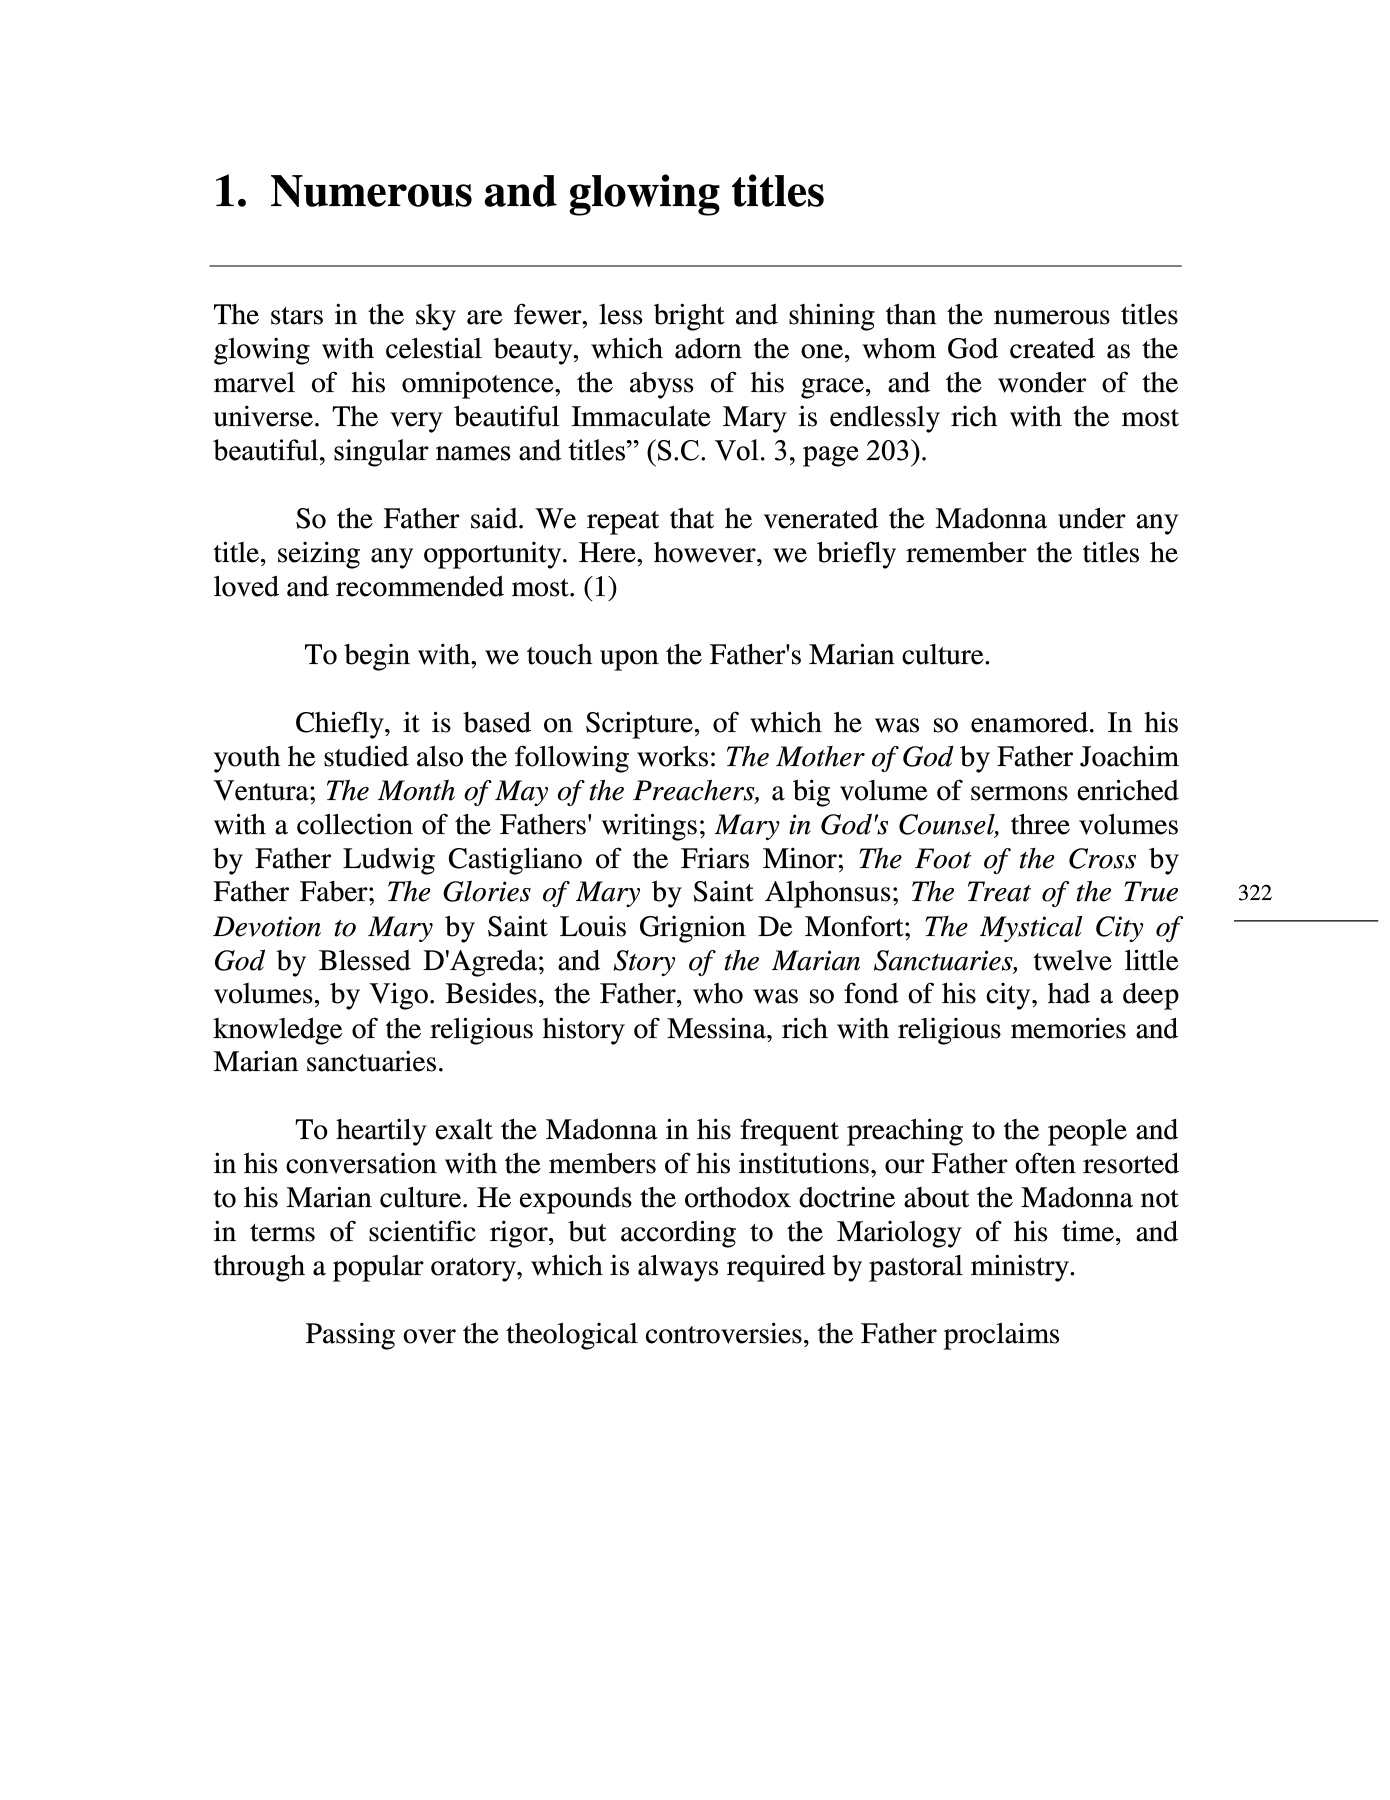 1. Numerous and glowing titles
The stars in the sky are fewer, less bright and shining than the numerous titles
glowing with celestial beauty, which adorn the one, whom God created as the
marvel of his omnipotence, the abyss of his grace, and the wonder of the
universe. The very beautiful Immaculate Mary is endlessly rich with the most
beautiful, singular names and titles” (S.C. Vol. 3, page 203).
So the Father said. We repeat that he venerated the Madonna under any
title, seizing any opportunity. Here, however, we briefly remember the titles he
loved and recommended most. (1)
To begin with, we touch upon the Father's Marian culture.
Chiefly, it is based on Scripture, of which he was so enamored. In his
youth he studied also the following works: The Mother of God by Father Joachim
Ventura; The Month of May of the Preachers, a big volume of sermons enriched
with a collection of the Fathers' writings; Mary in God's Counsel, three volumes
by Father Ludwig Castigliano of the Friars Minor; The Foot of the Cross by
Father Faber; The Glories of Mary by Saint Alphonsus; The Treat of the True
Devotion to Mary by Saint Louis Grignion De Monfort; The Mystical City of
God by Blessed D'Agreda; and Story of the Marian Sanctuaries, twelve little
volumes, by Vigo. Besides, the Father, who was so fond of his city, had a deep
knowledge of the religious history of Messina, rich with religious memories and
Marian sanctuaries.
To heartily exalt the Madonna in his frequent preaching to the people and
in his conversation with the members of his institutions, our Father often resorted
to his Marian culture. He expounds the orthodox doctrine about the Madonna not
in terms of scientific rigor, but according to the Mariology of his time, and
through a popular oratory, which is always required by pastoral ministry.
Passing over the theological controversies, the Father proclaims
322